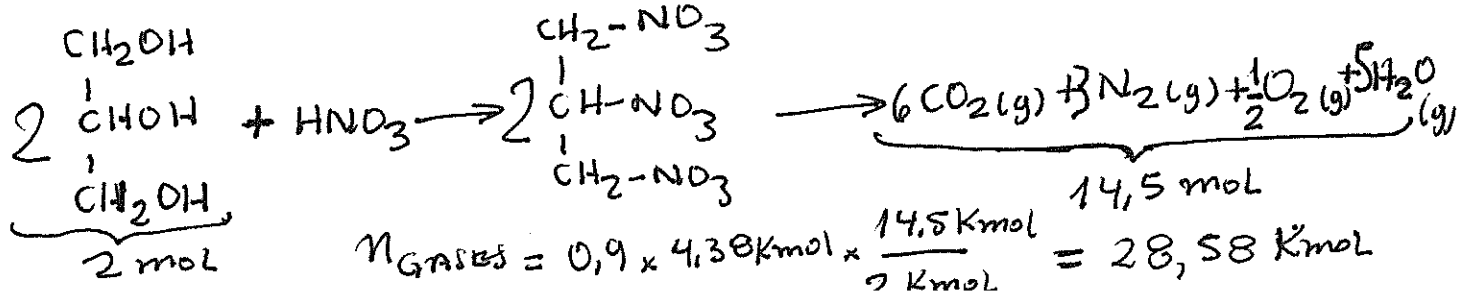 CH₂OH CH₂-NO₃
2 CHOH + HNO₃ → 2 CH-NO₃ → 6 CO₂(g) + 3 N₂(g) + 1/2 O₂(g) + 5 H₂O (g)
CH₂OH CH₂-NO₃
2 mol 14,5 mol
nGASES = 0,9 x 4,38 Kmol x 14,5 Kmol / 2 Kmol = 28,58 Kmol